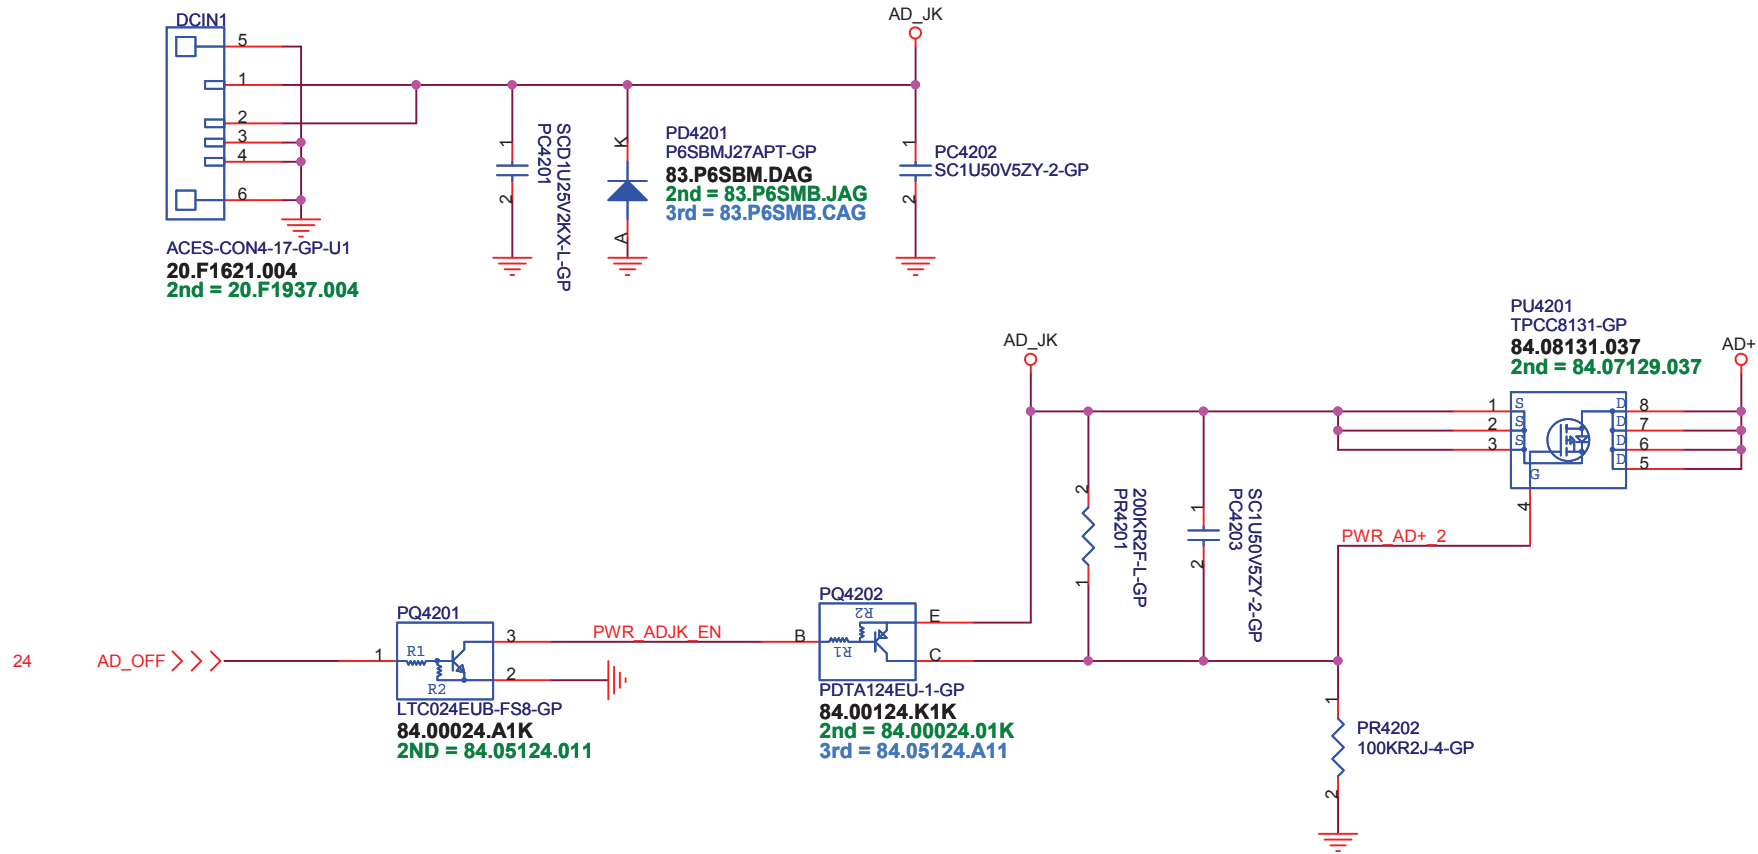 DCIN1
5
1
2
3
4
6
ACES-CON4-17-GP-U1
20.F1621.004
2nd = 20.F1937.004
AD_JK
1
2
SCD1U25V2KX-L-GP
PC4201
K
A
PD4201
P6SBMJ27APT-GP
83.P6SBM.DAG
2nd = 83.P6SMB.JAG
3rd = 83.P6SMB.CAG
1
2
PC4202
SC1U50V5ZY-2-GP
AD_JK
PU4201
TPCC8131-GP
84.08131.037
2nd = 84.07129.037
AD+
1
2
3
S
S
S
G
D
D
D
D
8
7
6
5
4
PWR_AD+_2
2
1
200KR2F-L-GP
PR4201
1
2
SC1U50V5ZY-2-GP
PC4203
24
AD_OFF
1
PQ4201
R1
R2
3
2
LTC024EUB-FS8-GP
84.00024.A1K
2ND = 84.05124.011
PWR_ADJK_EN
B
PQ4202
R2
R1
E
C
PDTA124EU-1-GP
84.00124.K1K
2nd = 84.00024.01K
3rd = 84.05124.A11
1
PR4202
100KR2J-4-GP
2